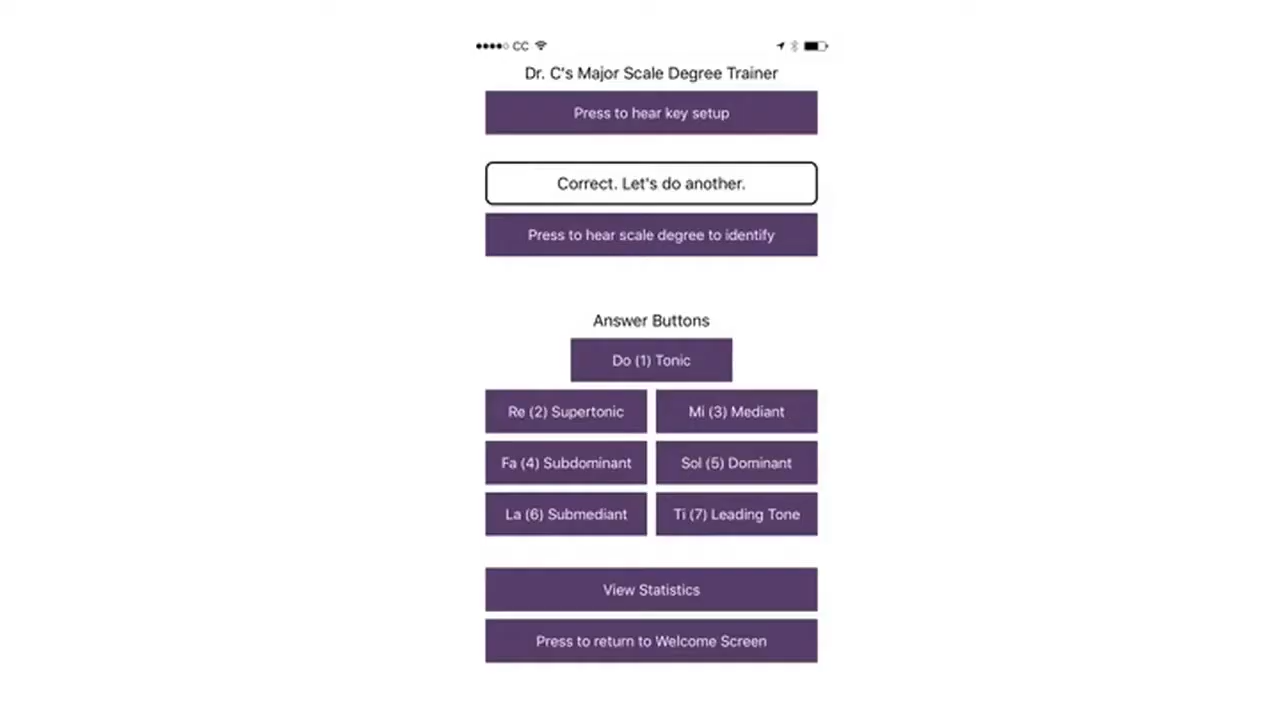 CC
Dr. C's Major Scale Degree Trainer
Press to hear key setup
Correct. Let's do another.
Press to hear scale degree to identify
Answer Buttons
Do (1) Tonic
Re (2) Supertonic
Mi (3) Mediant
Fa (4) Subdominant
Sol (5) Dominant
La (6) Submediant
Ti (7) Leading Tone
View Statistics
Press to return to Welcome Screen